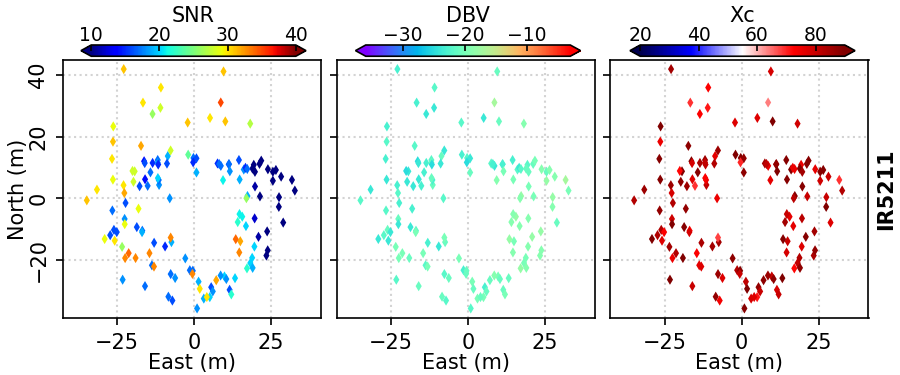 SNR DBV Xc
10 20 30 40 −30 −20 −10 20 40 60 80
40
20
0
−20
North (m)
IR5211
−25 0 25 −25 0 25 −25 0 25
East (m) East (m) East (m)